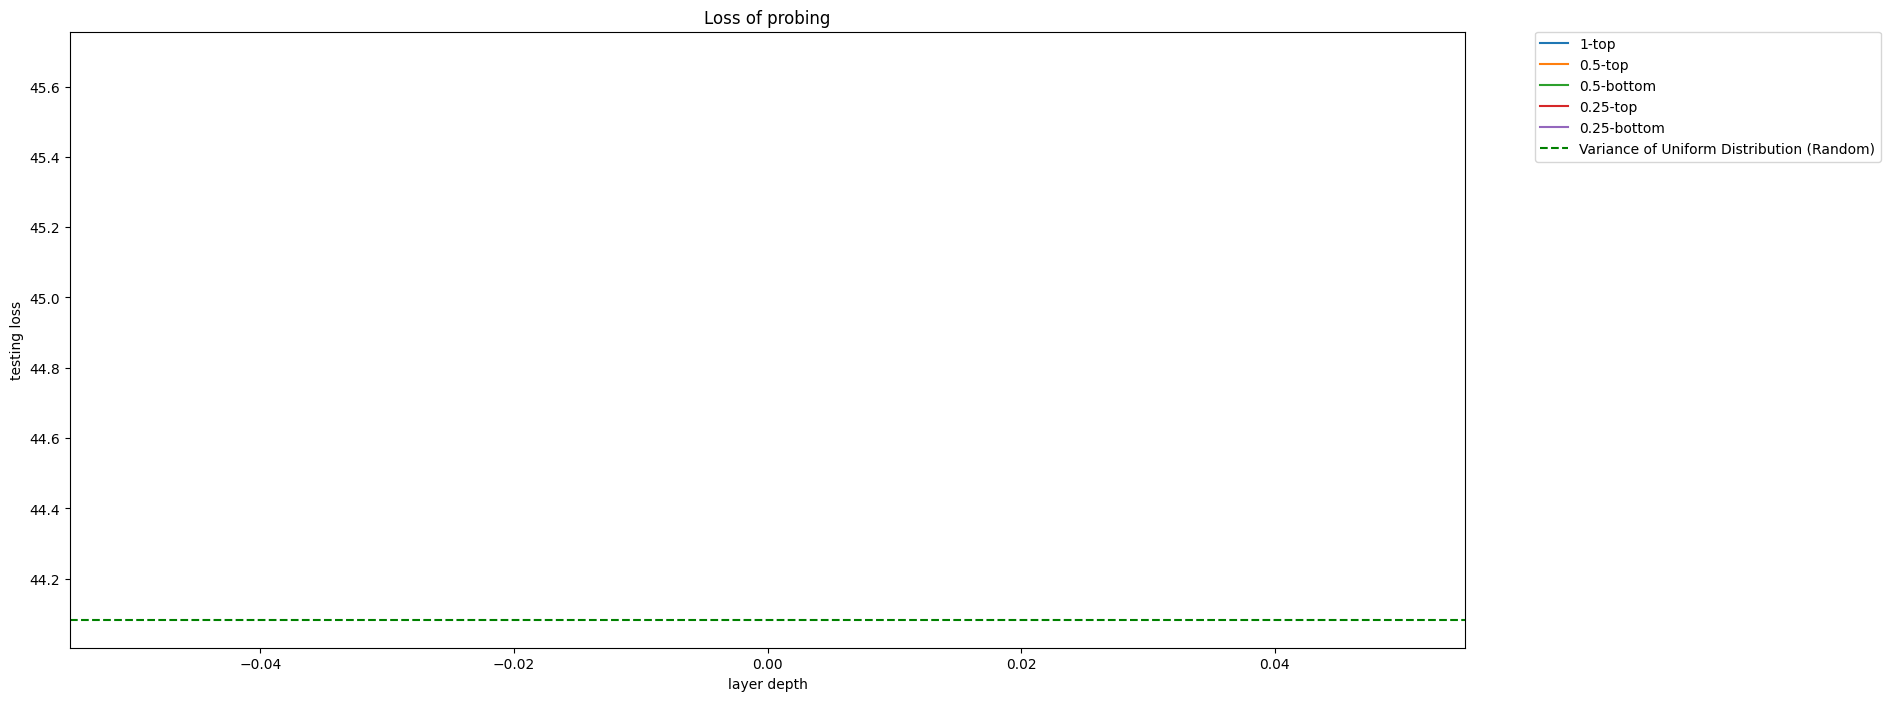 Loss of probing
45.6
45.4
45.2
45.0
44.8
44.6
44.4
44.2
testing loss
−0.04
−0.02
0.00
0.02
0.04
layer depth
1-top
0.5-top
0.5-bottom
0.25-top
0.25-bottom
Variance of Uniform Distribution (Random)